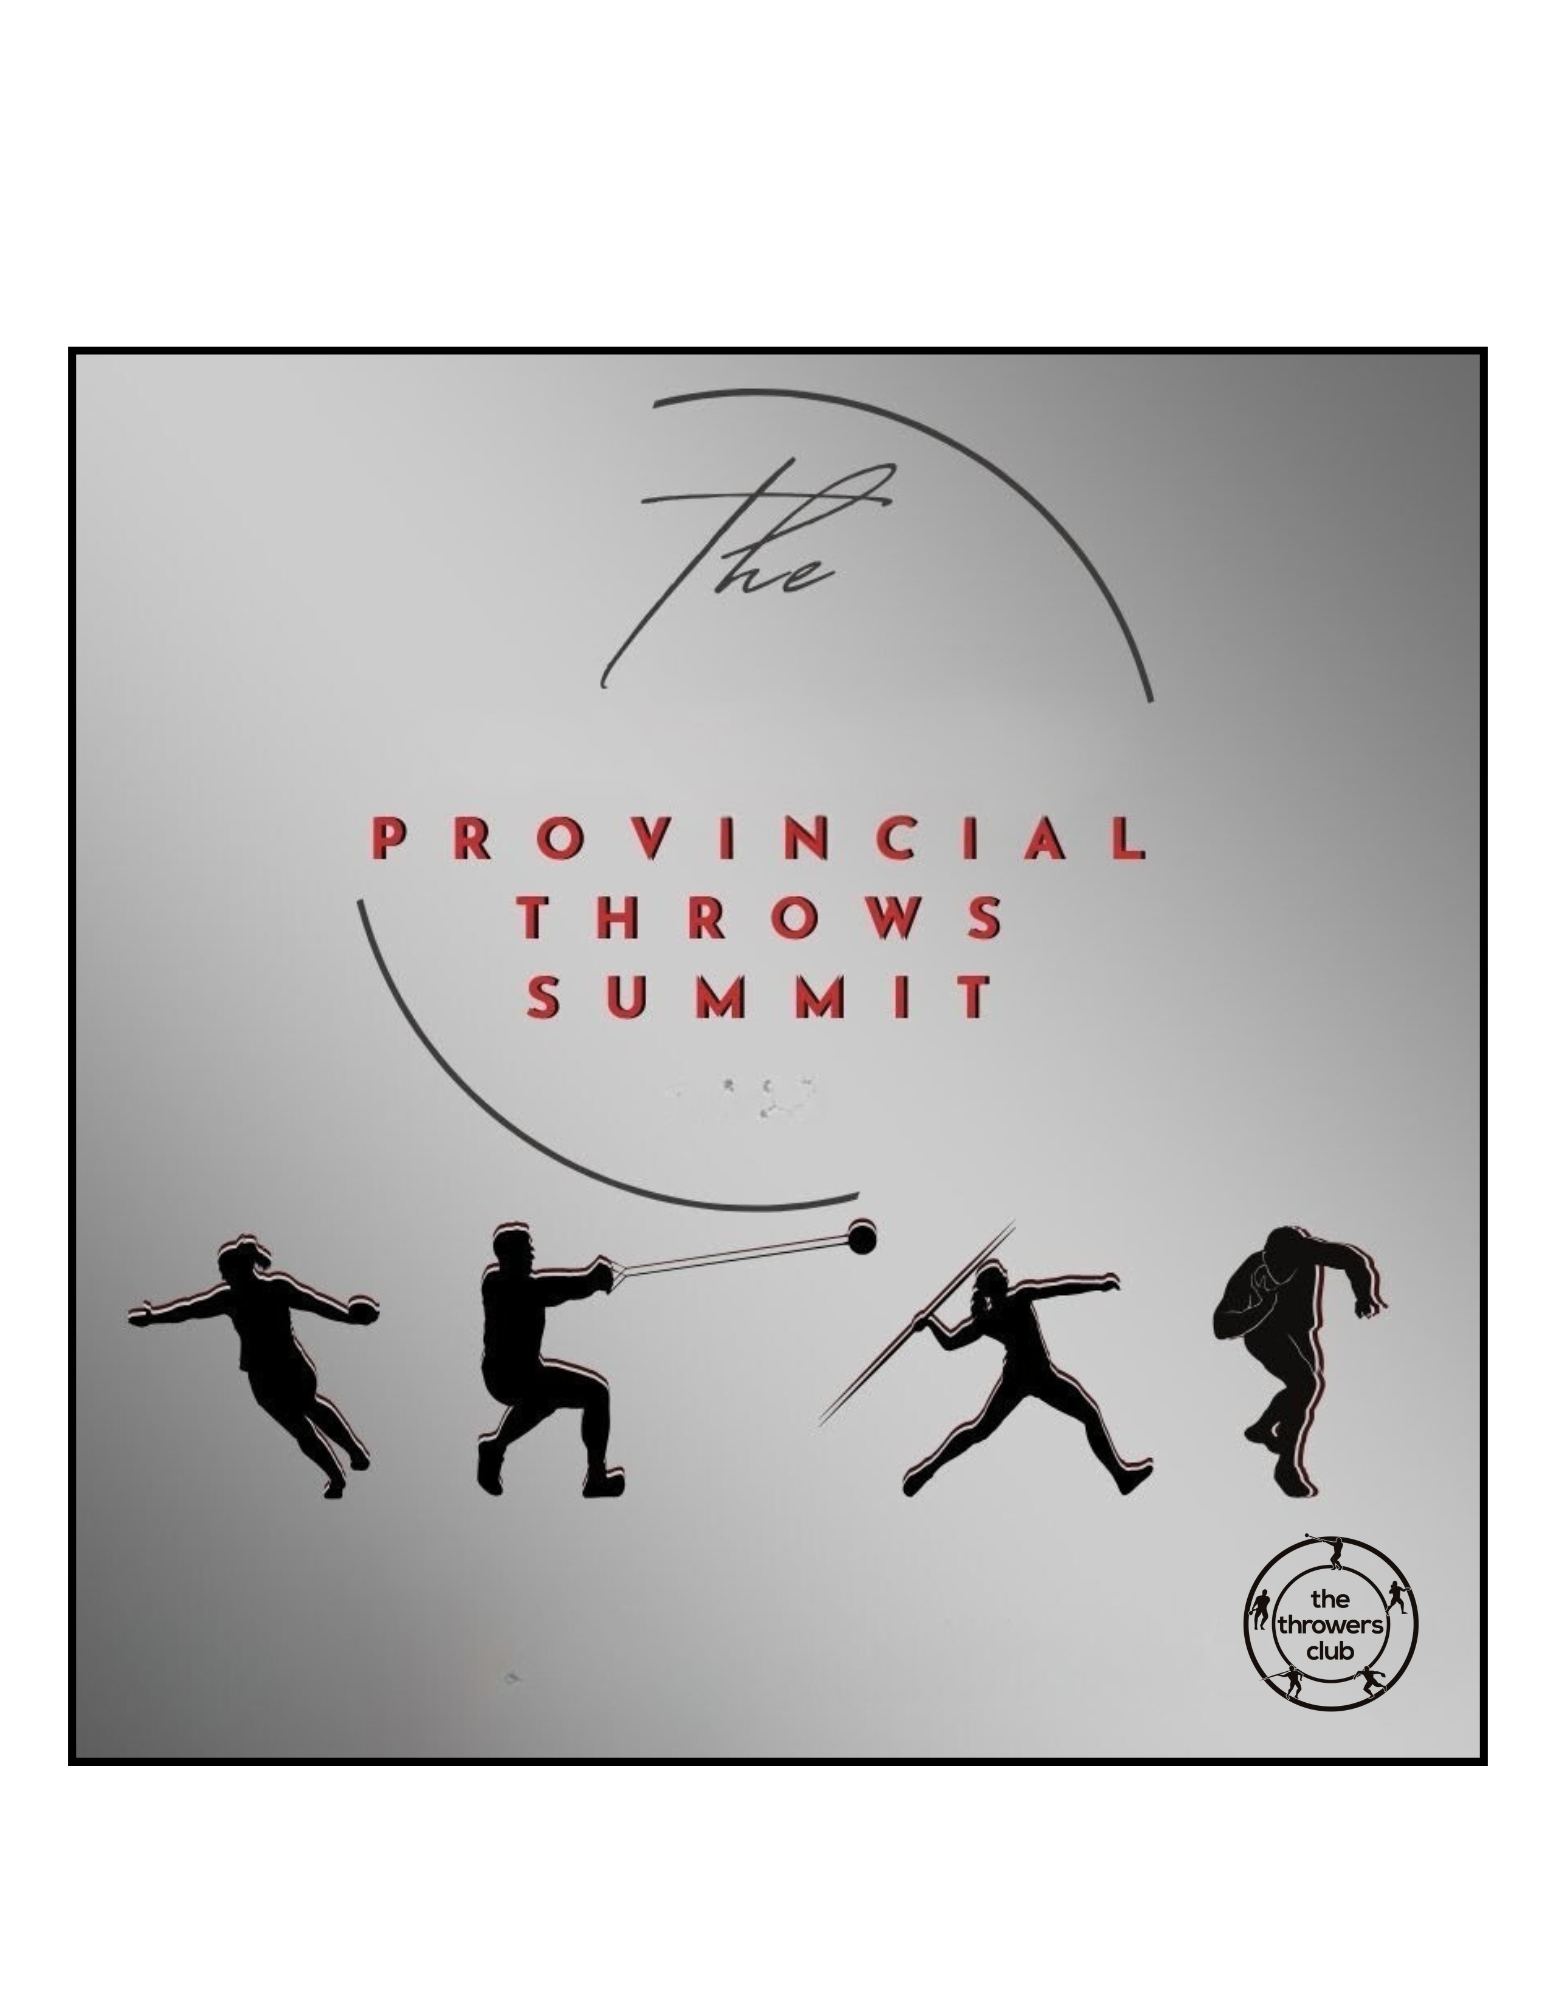 The
PROVINCIAL
THROWS
SUMMIT
the
throwers
club